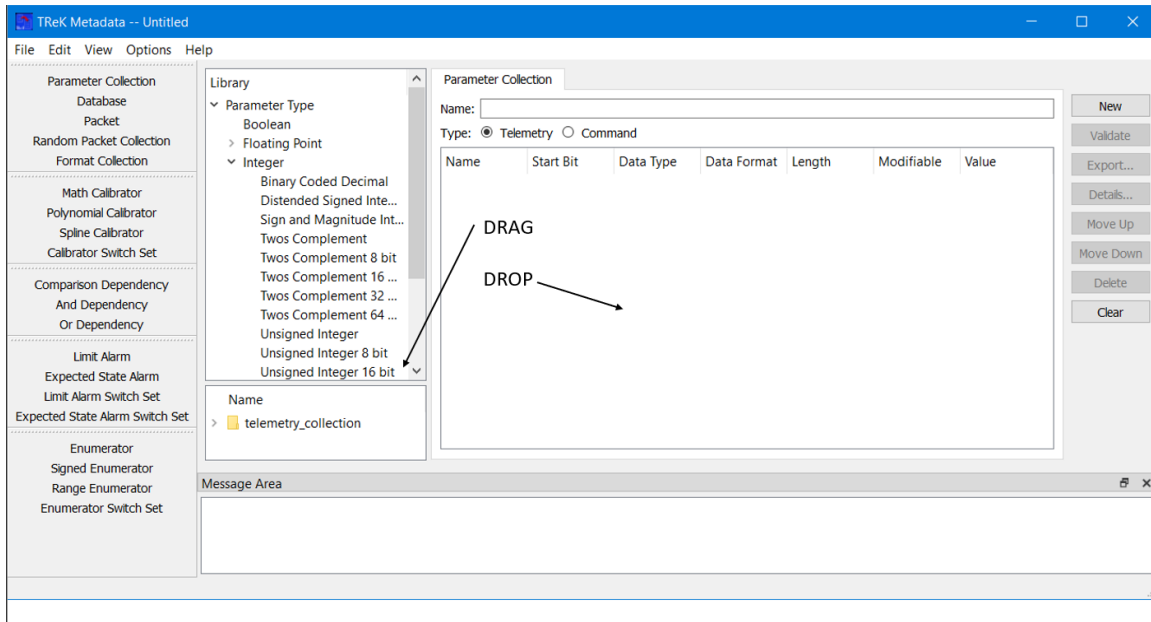 TReK Metadata -- Untitled
File Edit View Options Help
Parameter Collection
Database
Packet
Random Packet Collection
Format Collection
Math Calibrator
Polynomial Calibrator
Spline Calibrator
Calibrator Switch Set
Comparison Dependency
And Dependency
Or Dependency
Limit Alarm
Expected State Alarm
Limit Alarm Switch Set
Expected State Alarm Switch Set
Enumerator
Signed Enumerator
Range Enumerator
Enumerator Switch Set
Library
Parameter Type
Boolean
Floating Point
Integer
Binary Coded Decimal
Distended Signed Inte...
Sign and Magnitude Int...
Twos Complement
Twos Complement 8 bit
Twos Complement 16 ...
Twos Complement 32 ...
Twos Complement 64 ...
Unsigned Integer
Unsigned Integer 8 bit
Unsigned Integer 16 bit
Name
telemetry_collection
Parameter Collection
Name:
Type: Telemetry Command
Name Start Bit Data Type Data Format Length Modifiable Value
DRAG
DROP
New
Validate
Export...
Details...
Move Up
Move Down
Delete
Clear
Message Area